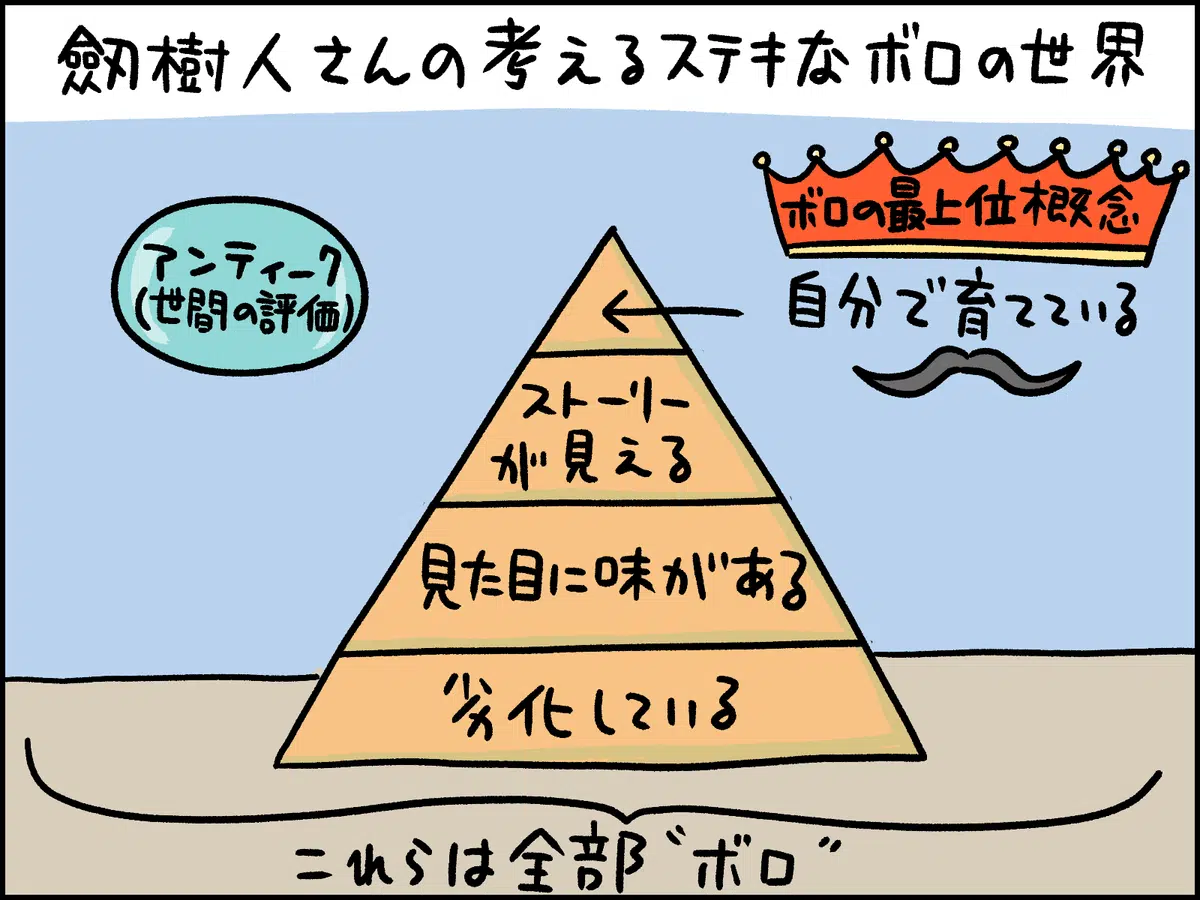 劔樹人さんの考えるステキなボロの世界
アンティーク
(世間の評価)
ボロの最上位概念
自分で育てている
ストーリー
が見える
見た目に味がある
劣化している
これらは全部〝ボロ〟